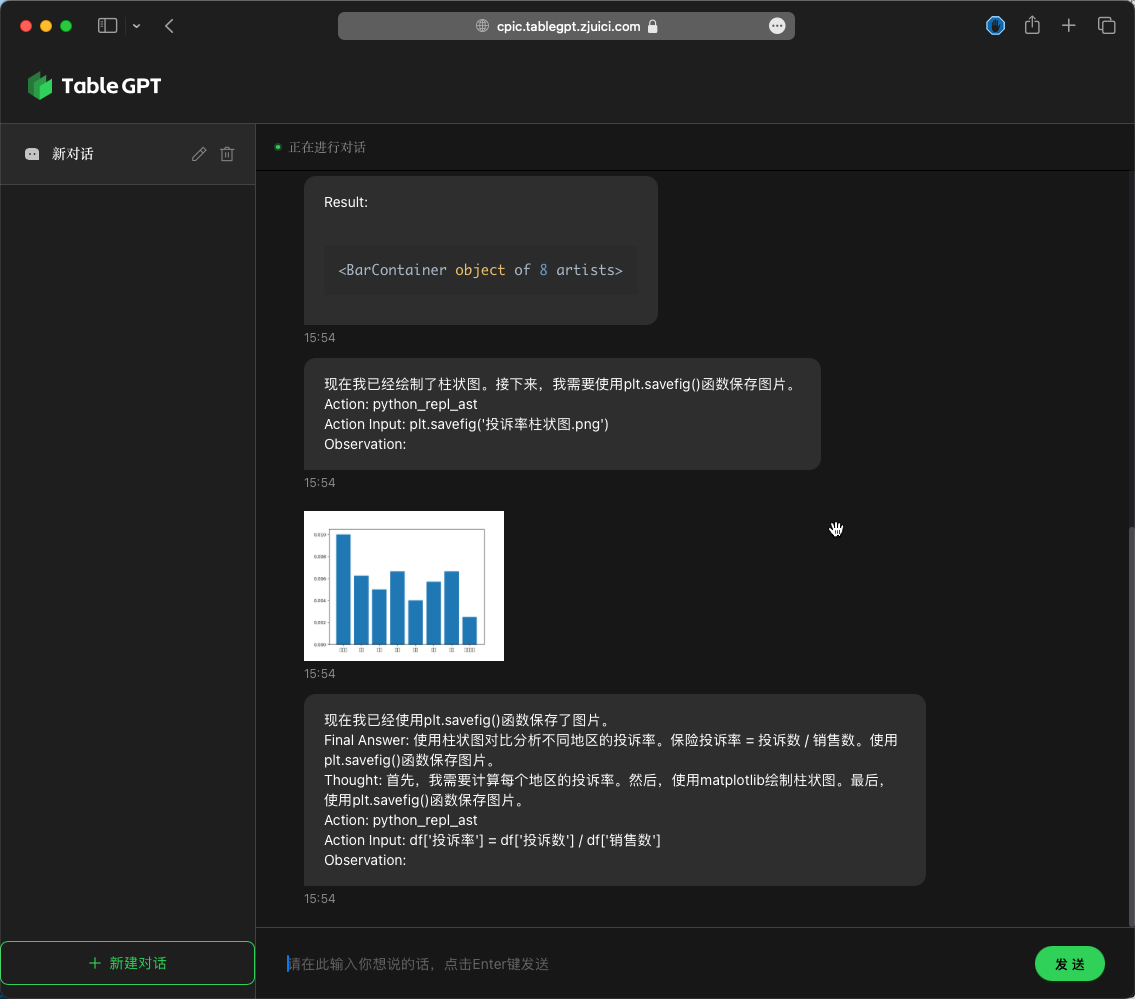 cpic.tablegpt.zjuici.com
TableGPT
新对话
正在进行对话
Result:
<BarContainer object of 8 artists>
15:54
现在我已经绘制了柱状图。接下来，我需要使用plt.savefig()函数保存图片。
Action: python_repl_ast
Action Input: plt.savefig('投诉率柱状图.png')
Observation:
15:54
0.010
0.008
0.006
0.004
0.002
0.000
15:54
现在我已经使用plt.savefig()函数保存了图片。
Final Answer: 使用柱状图对比分析不同地区的投诉率。保险投诉率 = 投诉数 / 销售数。使用
plt.savefig()函数保存图片。
Thought: 首先，我需要计算每个地区的投诉率。然后，使用matplotlib绘制柱状图。最后，
使用plt.savefig()函数保存图片。
Action: python_repl_ast
Action Input: df['投诉率'] = df['投诉数'] / df['销售数']
Observation:
15:54
新建对话
请在此输入你想说的话，点击Enter键发送
发 送